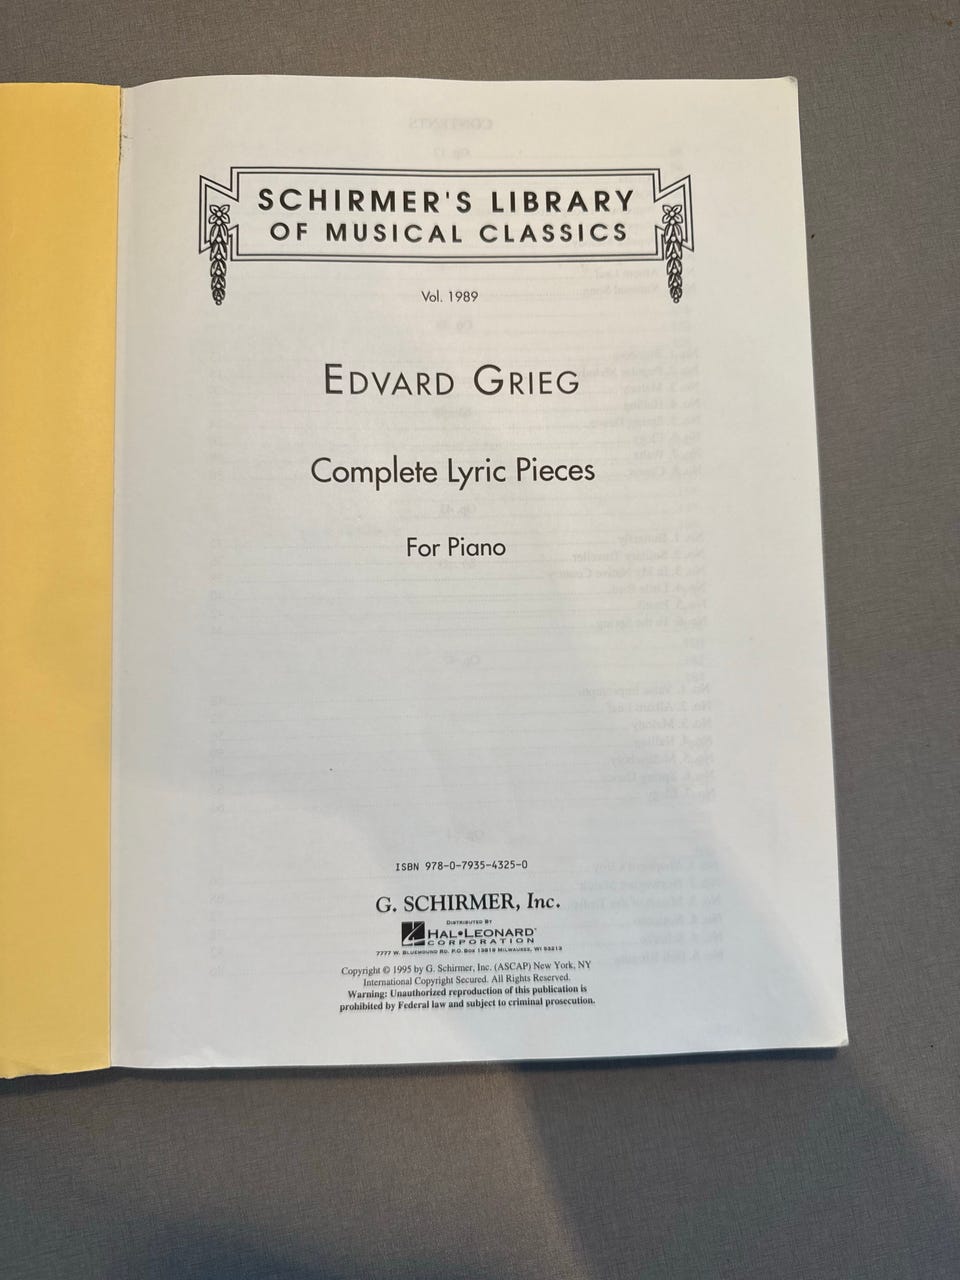 SCHIRMER'S LIBRARY
OF MUSICAL CLASSICS
Vol. 1989
EDVARD GRIEG
Complete Lyric Pieces
For Piano
ISBN 978-0-7935-4325-0
G. SCHIRMER, Inc.
DISTRIBUTED BY
HAL•LEONARD®
CORPORATION
7777 W. BLUEMOUND RD. P.O. BOX 13819 MILWAUKEE, WI 53213
Copyright © 1995 by G. Schirmer, Inc. (ASCAP) New York, NY
International Copyright Secured. All Rights Reserved.
Warning: Unauthorized reproduction of this publication is
prohibited by Federal law and subject to criminal prosecution.